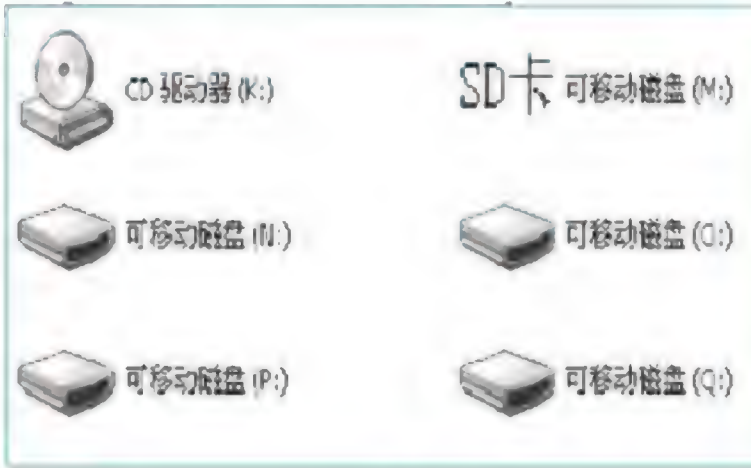 CD 驱动器 (K:)
SD卡 可移动磁盘 (M:)
可移动磁盘 (N:)
可移动磁盘 (O:)
可移动磁盘 (P:)
可移动磁盘 (Q:)